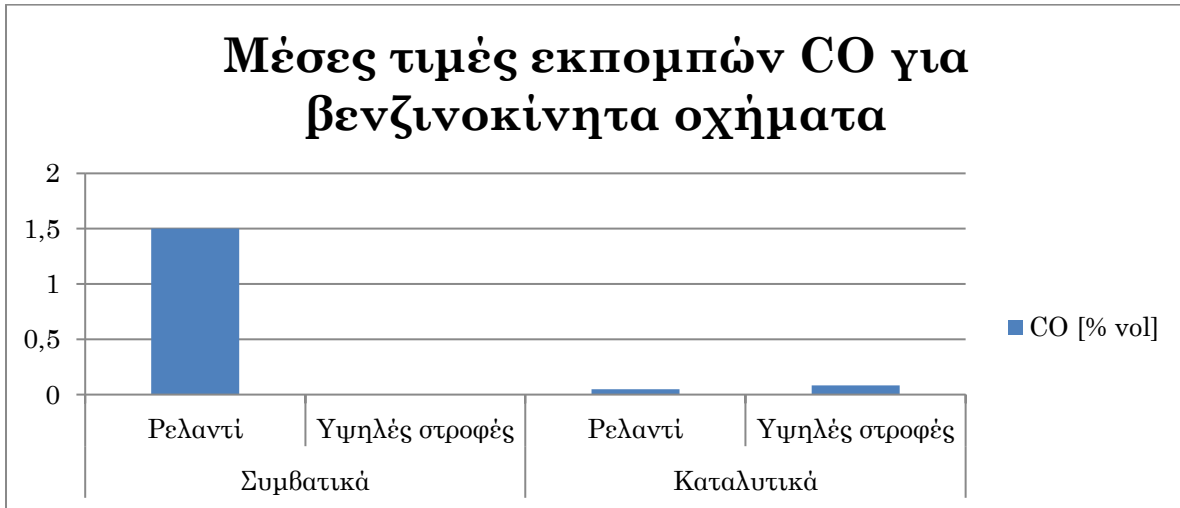 Μέσες τιμές εκπομπών CO για
βενζινοκίνητα οχήματα
2
1,5
1
0,5
0
CO [% vol]
Ρελαντί Υψηλές στροφές Ρελαντί Υψηλές στροφές
Συμβατικά Καταλυτικά